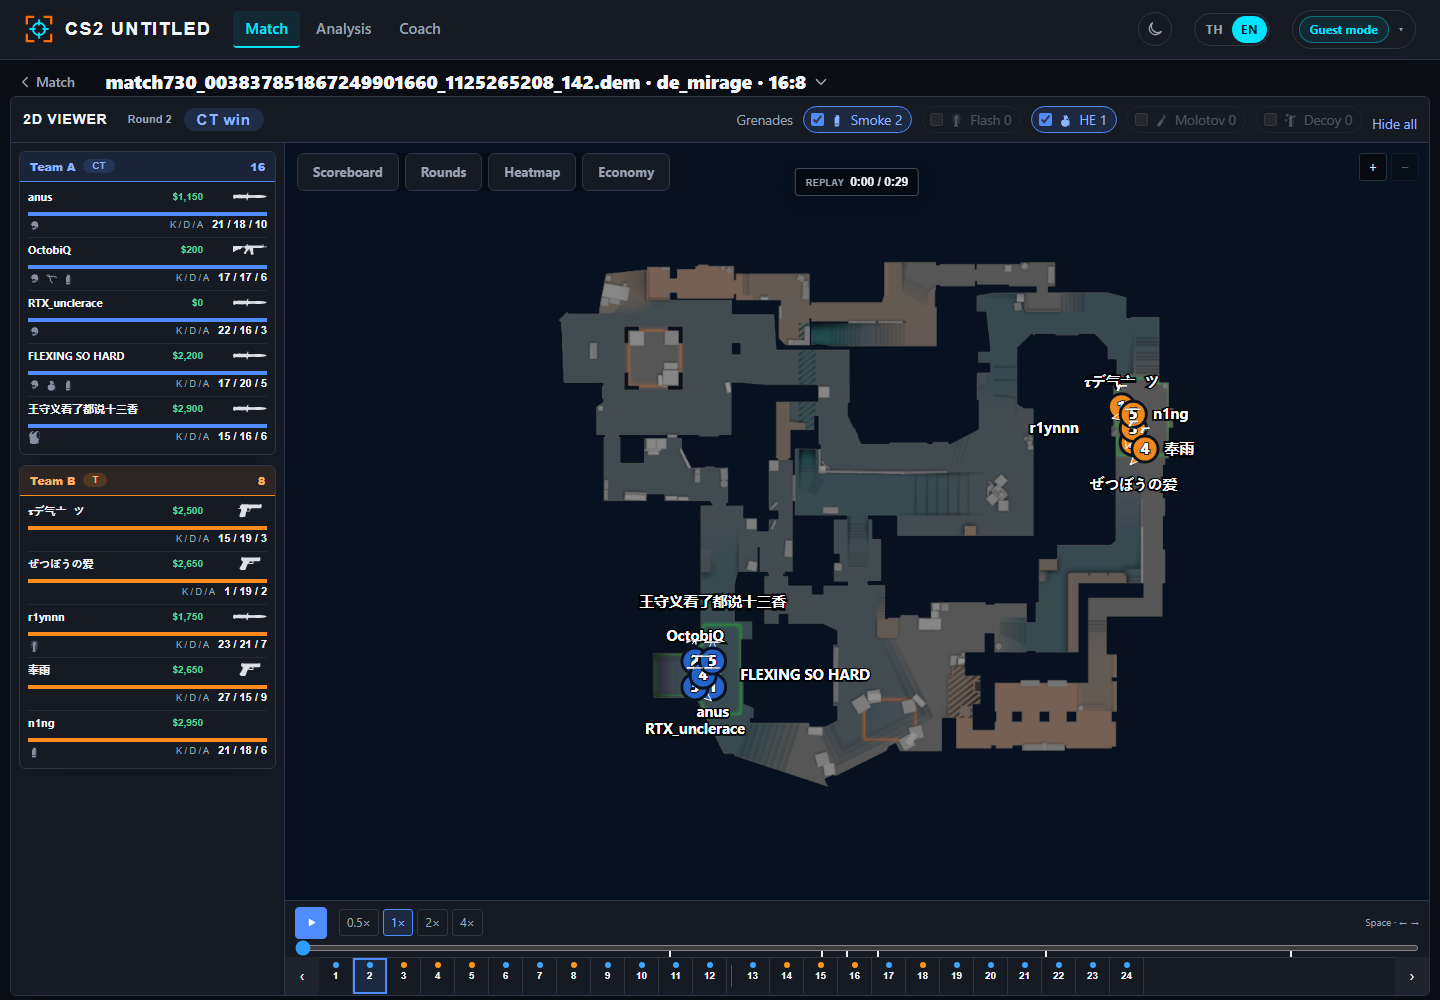 CS2 UNTITLED
Match
Analysis
Coach
TH
EN
Guest mode
Match
match730_003837851867249901660_1125265208_142.dem · de_mirage · 16:8
2D VIEWER
Round 2
CT win
Grenades
Smoke 2
Flash 0
HE 1
Molotov 0
Decoy 0
Hide all
Team A
CT
16
anus
$1,150
K/D/A 21 / 18 / 10
OctobiQ
$200
K/D/A 17 / 17 / 6
RTX_unclerace
$0
K/D/A 22 / 16 / 3
FLEXING SO HARD
$2,200
K/D/A 17 / 20 / 5
王守义看了都说十三香
$2,900
K/D/A 15 / 16 / 6
Team B
T
8
$2,500
K/D/A 15 / 19 / 3
ぜつぼうの爱
$2,650
K/D/A 1 / 19 / 2
r1ynnn
$1,750
K/D/A 23 / 21 / 7
奉雨
$2,650
K/D/A 27 / 15 / 9
n1ng
$2,950
K/D/A 21 / 18 / 6
Scoreboard
Rounds
Heatmap
Economy
REPLAY 0:00 / 0:29
+
−
5
n1ng
r1ynnn
4
奉雨
ぜつぼうの爱
王守义看了都说十三香
OctobiQ
2
5
4
FLEXING SO HARD
anus
RTX_unclerace
0.5×
1×
2×
4×
Space · ← →
‹
1
2
3
4
5
6
7
8
9
10
11
12
13
14
15
16
17
18
19
20
21
22
23
24
›